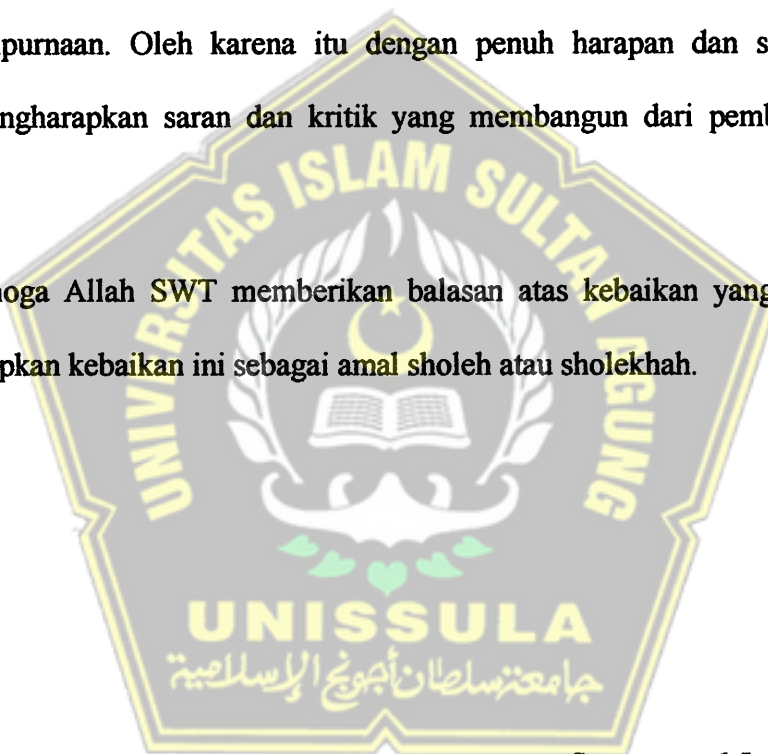 purnaan. Oleh karena itu dengan penuh harapan dan s
ngharapkan saran dan kritik yang membangun dari pemb
oga Allah SWT memberikan balasan atas kebaikan yang
pkan kebaikan ini sebagai amal sholeh atau sholekhah.
UNIVERSITAS ISLAM SULTAN AGUNG
UNISSULA
جامعة سلطان أجونج الإسلامية